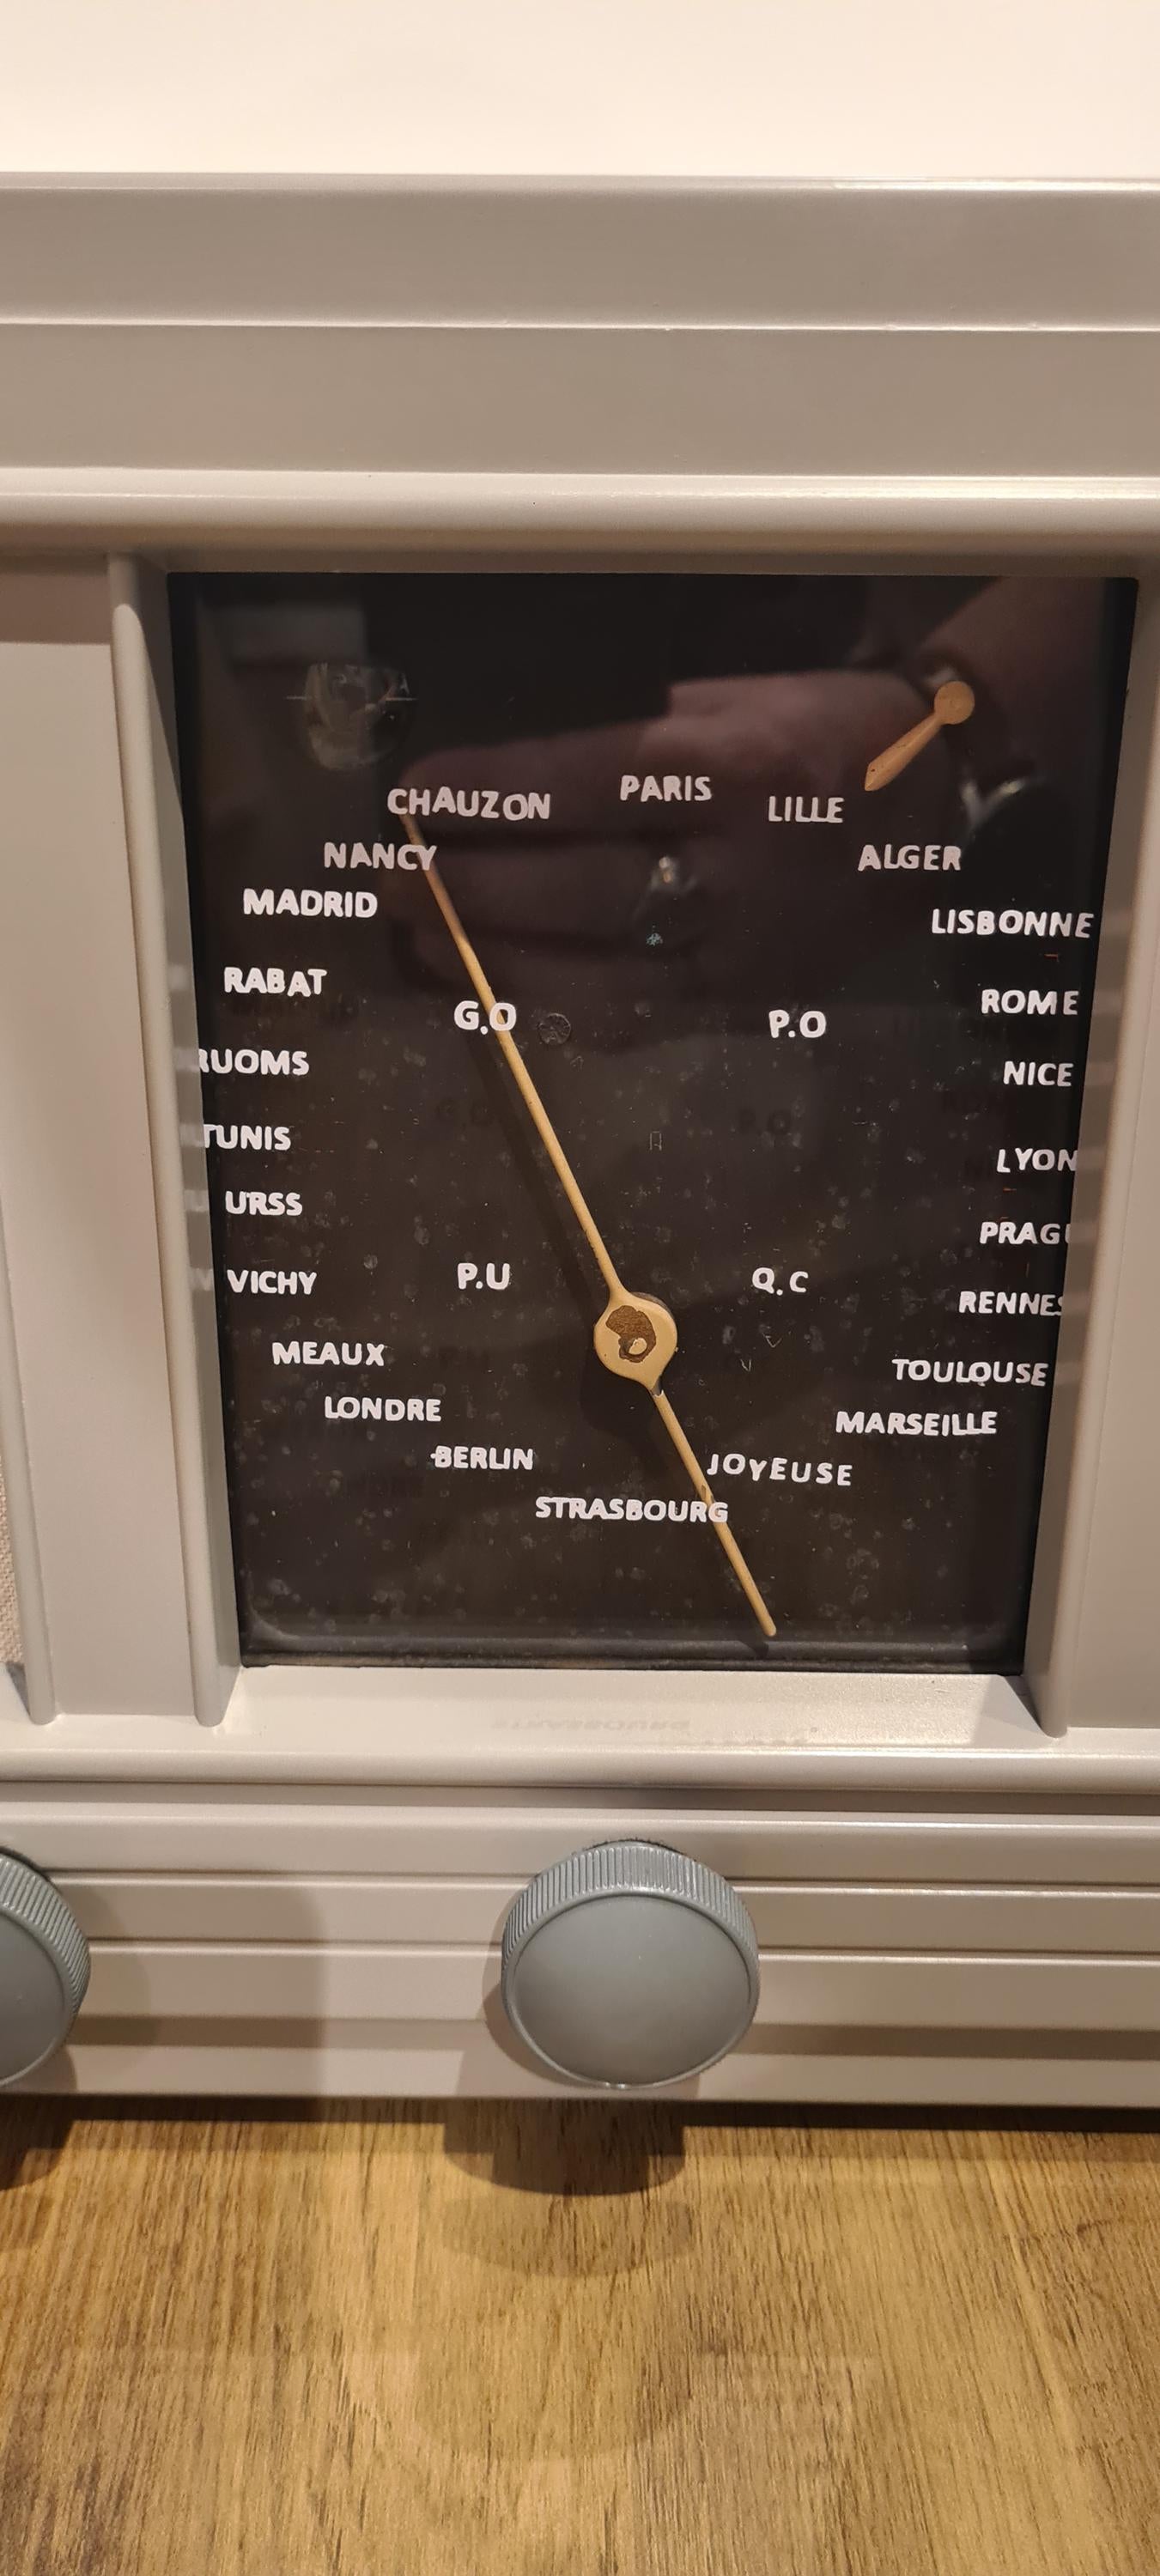 CHAUZON PARIS LILLE
NANCY ALGER
MADRID LISBONNE
RABAT ROME
G.O P.O
RUOMS NICE
TUNIS LYON
URSS PRAGU
VICHY P.U Q.C RENNES
MEAUX TOULOUSE
LONDRE MARSEILLE
BERLIN JOYEUSE
STRASBOURG